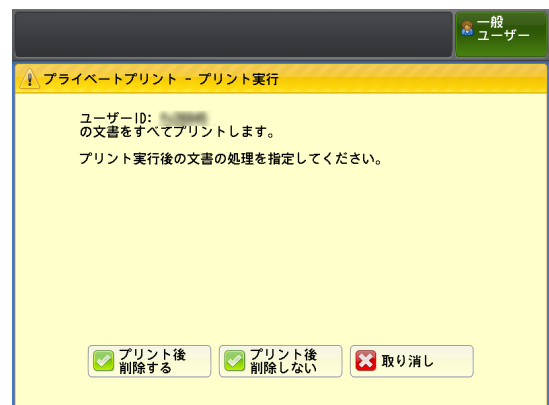 一般
ユーザー
プライベートプリント - プリント実行
ユーザーID:
の文書をすべてプリントします。
プリント実行後の文書の処理を指定してください。
プリント後
削除する
プリント後
削除しない
取り消し